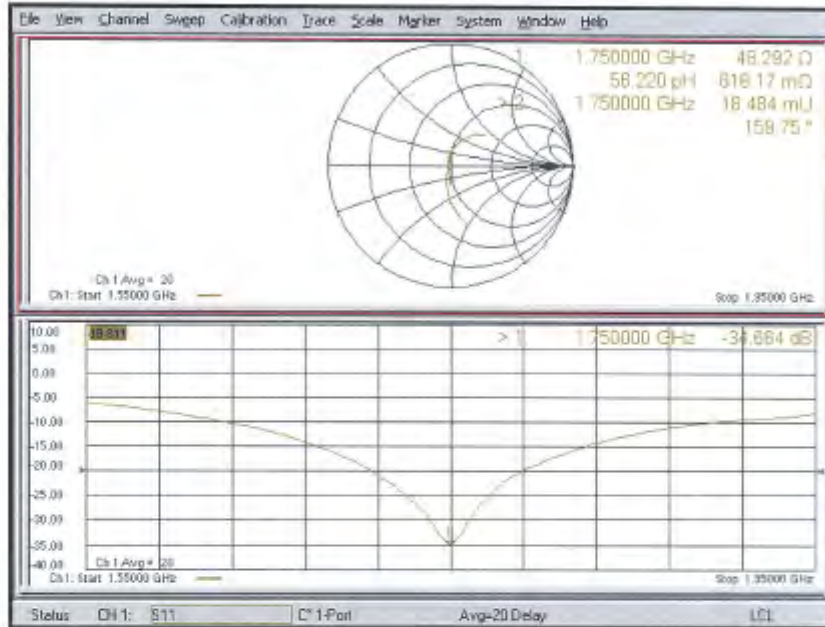 File View Channel Sweep Calibration Trace Scale Marker System Window Help
1 1.750000 GHz 48.292 Ω
56.220 pH 618.17 mΩ
> 2 1.750000 GHz 18.484 mU
159.75 °
Ch 1 Avg = 20
Ch1: Start 1.55000 GHz Stop 1.95000 GHz
10.00 dB S11 > 1 1.750000 GHz -34.664 dB
5.00
0.00
-5.00
-10.00
-15.00
-20.00
-25.00
-30.00
-35.00 1
-40.00 Ch 1 Avg = 20
Ch1: Start 1.55000 GHz Stop 1.95000 GHz
Status CH 1: S11 C* 1-Port Avg=20 Delay LCL